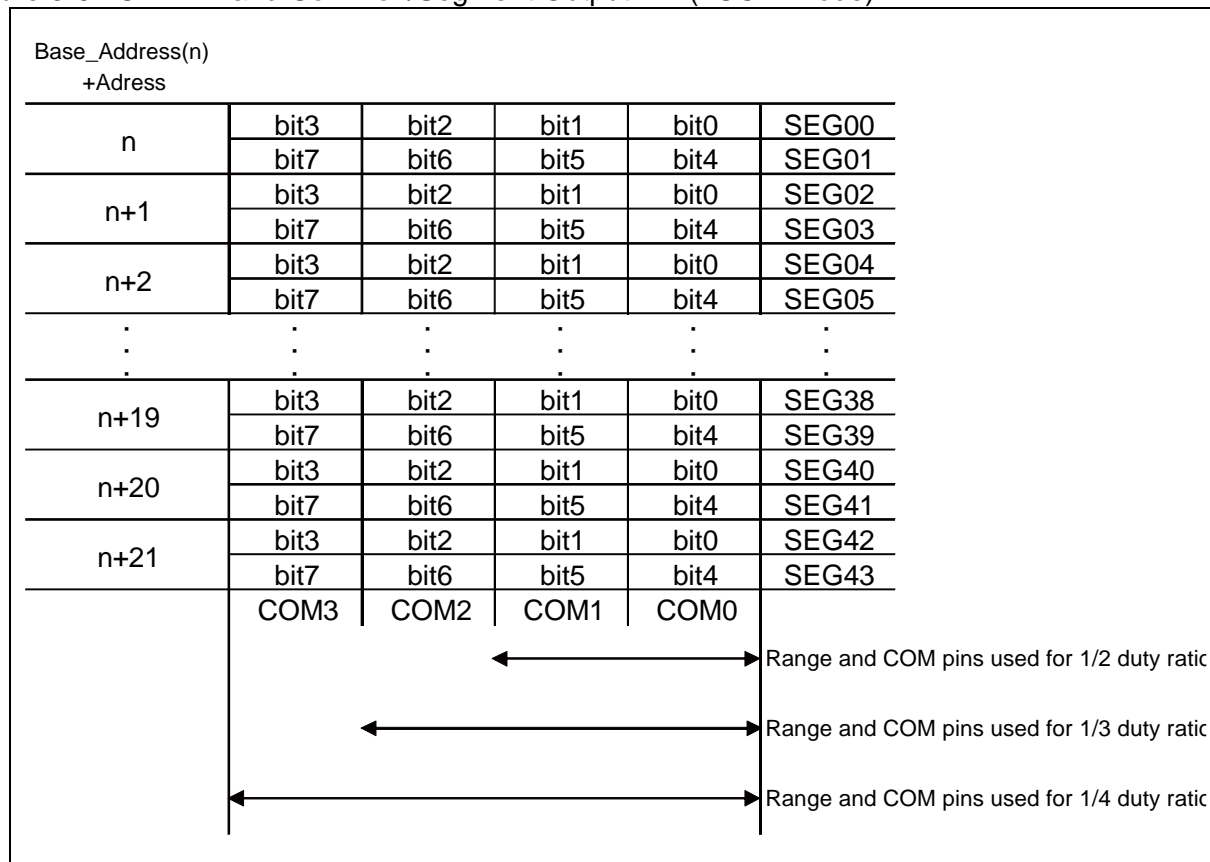 Base_Address(n)
+Adress
n bit3 bit2 bit1 bit0 SEG00
bit7 bit6 bit5 bit4 SEG01
n+1 bit3 bit2 bit1 bit0 SEG02
bit7 bit6 bit5 bit4 SEG03
n+2 bit3 bit2 bit1 bit0 SEG04
bit7 bit6 bit5 bit4 SEG05
. . . . . .
. . . . . .
. . . . . .
n+19 bit3 bit2 bit1 bit0 SEG38
bit7 bit6 bit5 bit4 SEG39
n+20 bit3 bit2 bit1 bit0 SEG40
bit7 bit6 bit5 bit4 SEG41
n+21 bit3 bit2 bit1 bit0 SEG42
bit7 bit6 bit5 bit4 SEG43
COM3 COM2 COM1 COM0
Range and COM pins used for 1/2 duty ratio
Range and COM pins used for 1/3 duty ratio
Range and COM pins used for 1/4 duty ratio